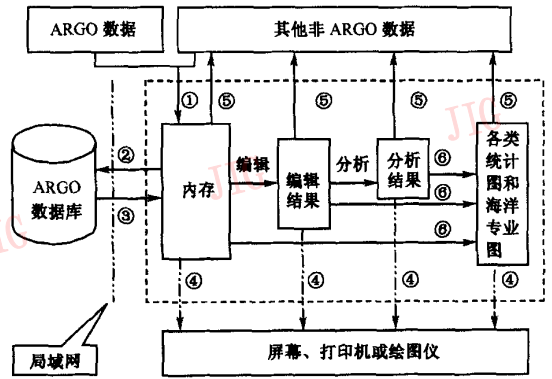 ARGO 数据
其他非 ARGO 数据
①
⑤
⑤
⑤
⑤
②
③
ARGO
数据库
内存
编辑
编辑
结果
分析
分析
结果
⑥
⑥
⑥
各类
统计
图和
海洋
专业
图
④
④
④
④
局域网
屏幕、打印机或绘图仪
JIG
JIG
JIG